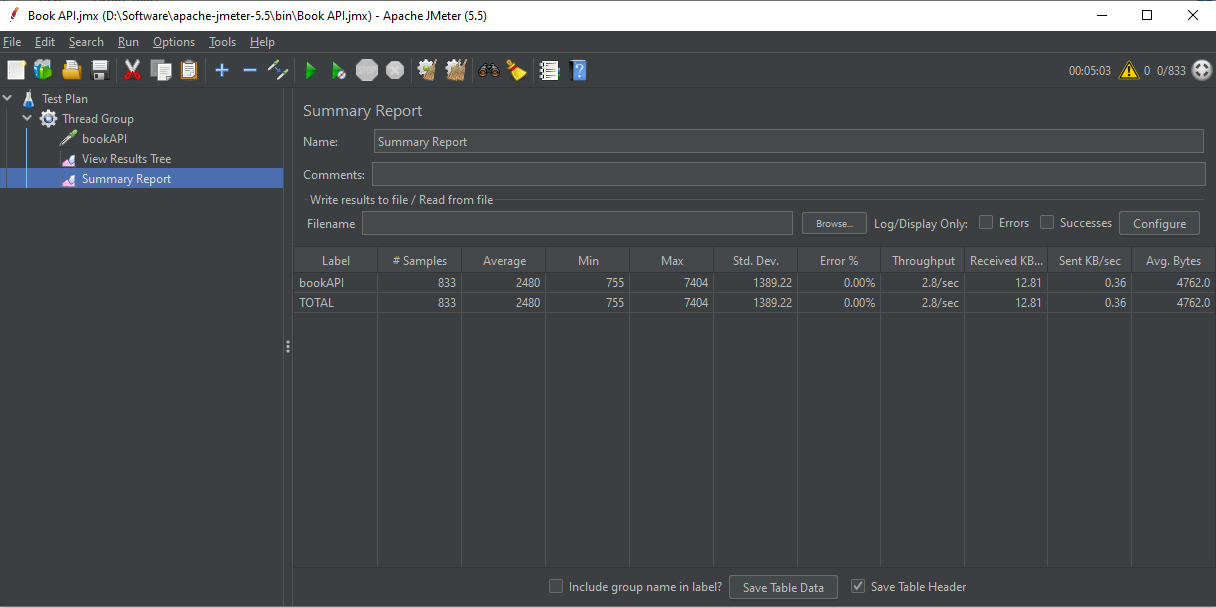 Book API.jmx (D:\Software\apache-jmeter-5.5\bin\Book API.jmx) - Apache JMeter (5.5)
File Edit Search Run Options Tools Help
STOP 00:05:03 0 0/833
Test Plan
Thread Group
bookAPI
View Results Tree
Summary Report
Summary Report
Name: Summary Report
Comments:
Write results to file / Read from file
Filename Browse... Log/Display Only: Errors Successes Configure
Label # Samples Average Min Max Std. Dev. Error % Throughput Received KB... Sent KB/sec Avg. Bytes
bookAPI 833 2480 755 7404 1389.22 0.00% 2.8/sec 12.81 0.36 4762.0
TOTAL 833 2480 755 7404 1389.22 0.00% 2.8/sec 12.81 0.36 4762.0
Include group name in label? Save Table Data Save Table Header